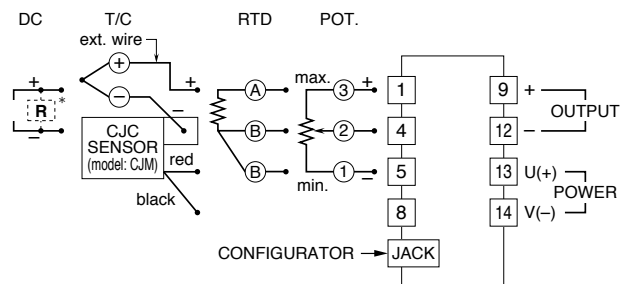 DC T/C RTD POT.
ext. wire
+ + + A max. 3 + 1 9 +
R * − − B 2 4 12 − OUTPUT
−
CJC
SENSOR
(model: CJM)
red B 1 − 5 13 U(+)
min. POWER
black 8 14 V(−)
CONFIGURATOR JACK